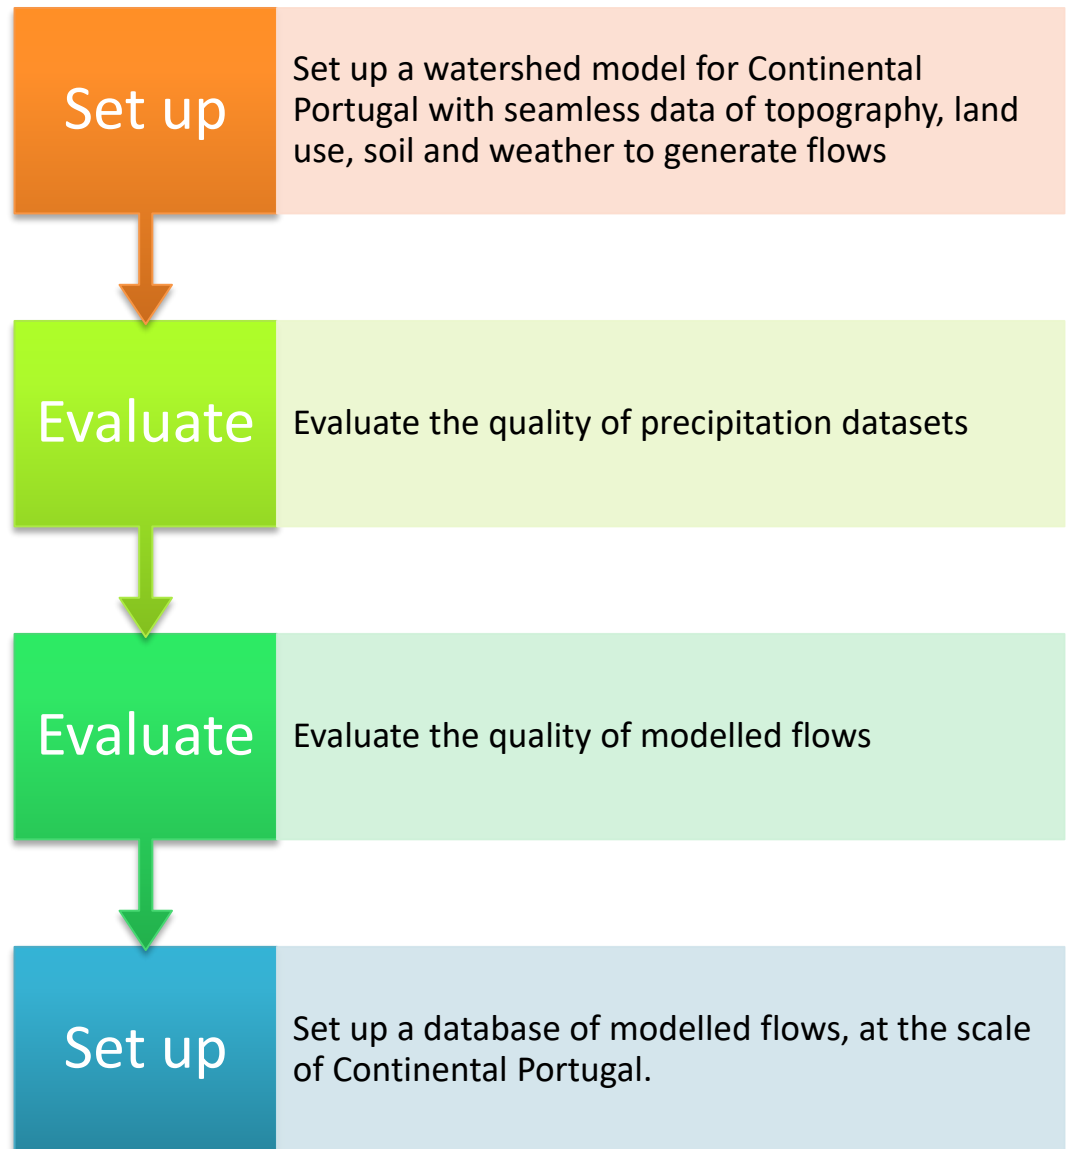 Set up
Set up a watershed model for Continental
Portugal with seamless data of topography, land
use, soil and weather to generate flows
Evaluate
Evaluate the quality of precipitation datasets
Evaluate
Evaluate the quality of modelled flows
Set up
Set up a database of modelled flows, at the scale
of Continental Portugal.